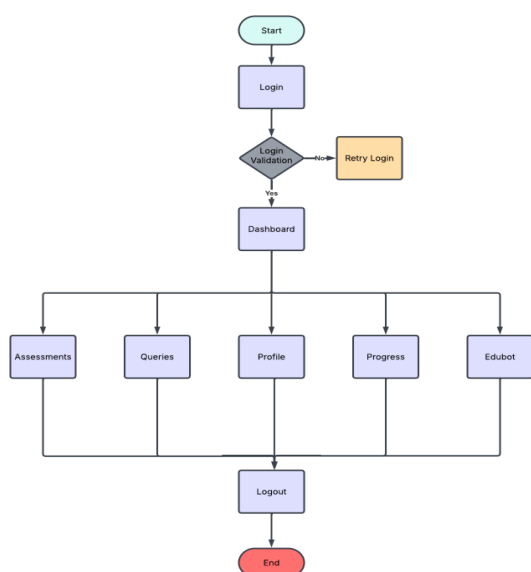 Start
Login
Login
Validation
No
Retry Login
Yes
Dashboard
Assessments
Queries
Profile
Progress
Edubot
Logout
End